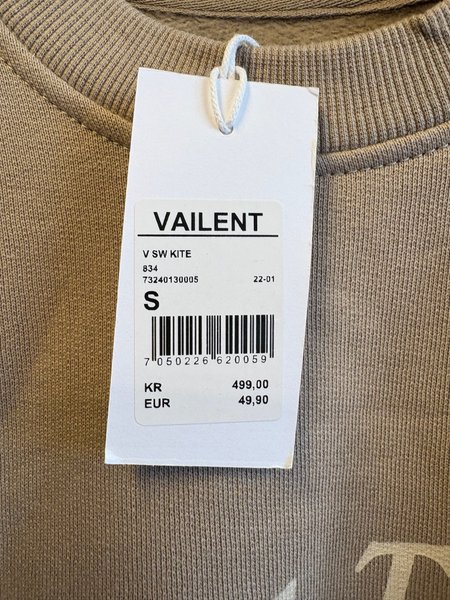 VAILENT
V SW KITE
834
73240130005 22-01
S
7 050226 620059
KR 499,00
EUR 49,90
T